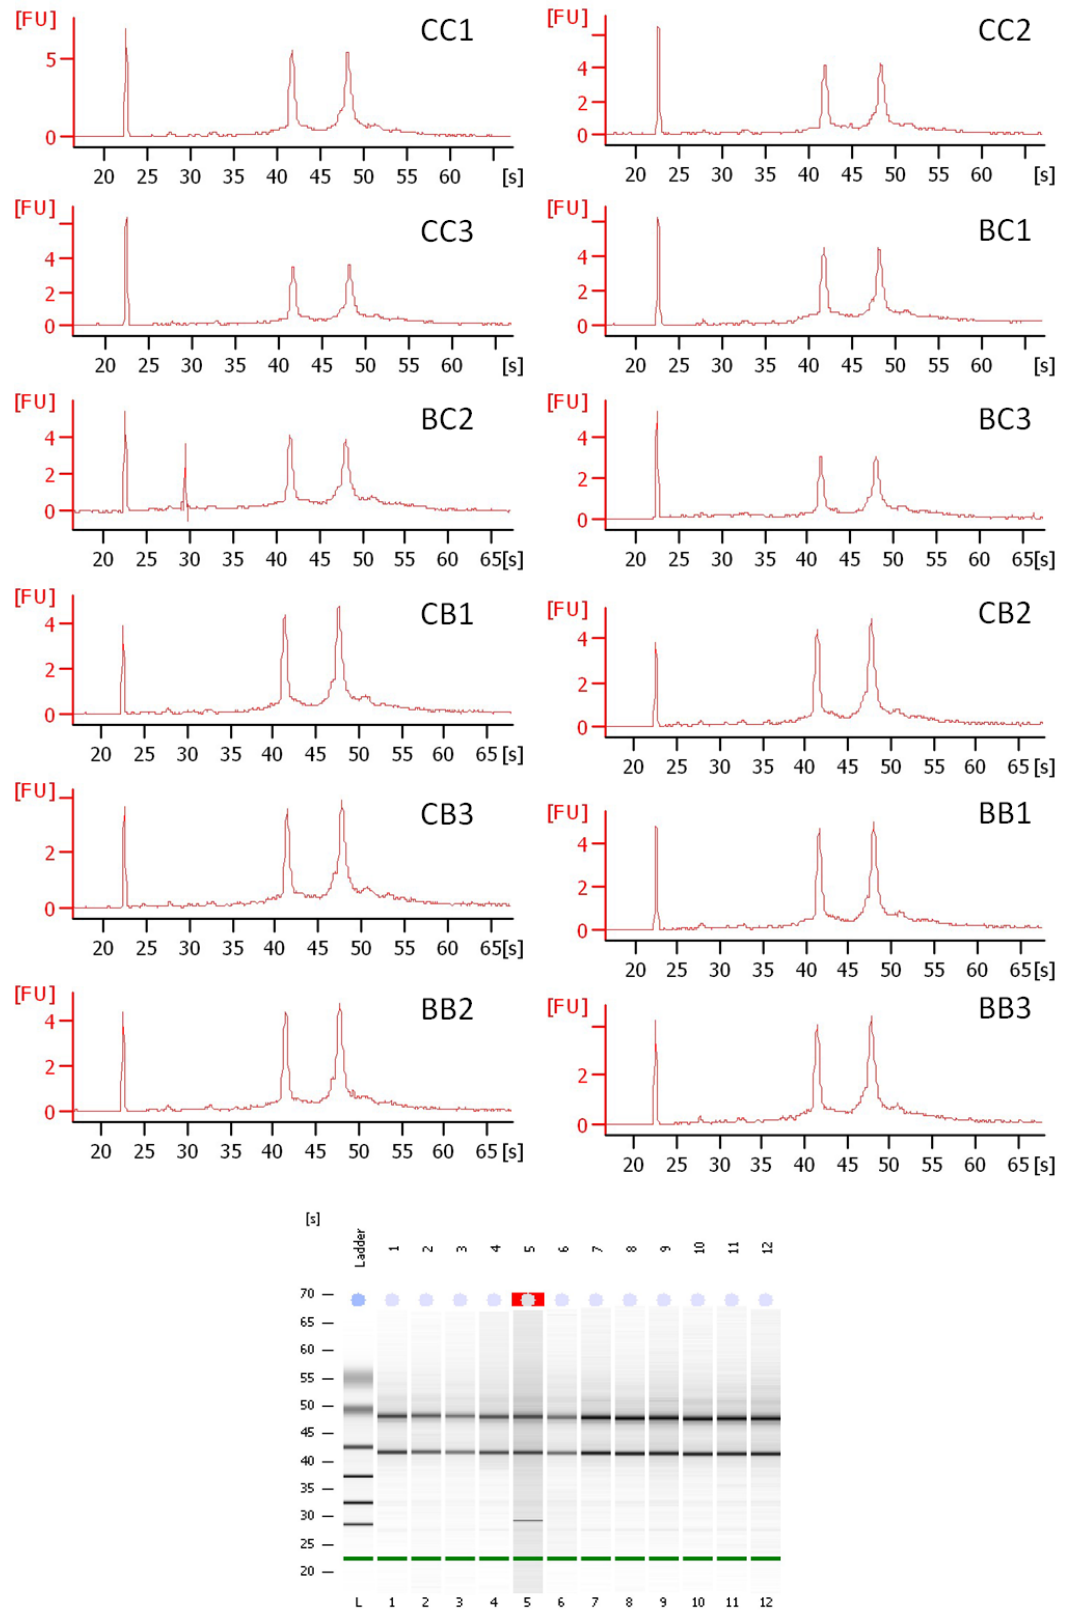 [FU] CC1
5
0
20 25 30 35 40 45 50 55 60 [s]
[FU] CC2
4
2
0
20 25 30 35 40 45 50 55 60 [s]
[FU] CC3
4
2
0
20 25 30 35 40 45 50 55 60 [s]
[FU] BC1
4
2
0
20 25 30 35 40 45 50 55 60 [s]
[FU] BC2
4
2
0
20 25 30 35 40 45 50 55 60 65 [s]
[FU] BC3
4
2
0
20 25 30 35 40 45 50 55 60 65 [s]
[FU] CB1
4
2
0
20 25 30 35 40 45 50 55 60 65 [s]
[FU] CB2
4
2
0
20 25 30 35 40 45 50 55 60 65 [s]
[FU] CB3
2
0
20 25 30 35 40 45 50 55 60 65 [s]
[FU] BB1
4
2
0
20 25 30 35 40 45 50 55 60 65 [s]
[FU] BB2
4
2
0
20 25 30 35 40 45 50 55 60 65 [s]
[FU] BB3
2
0
20 25 30 35 40 45 50 55 60 65 [s]
[s]
Ladder 1 2 3 4 5 6 7 8 9 10 11 12
70
65
60
55
50
45
40
35
30
25
20
L 1 2 3 4 5 6 7 8 9 10 11 12